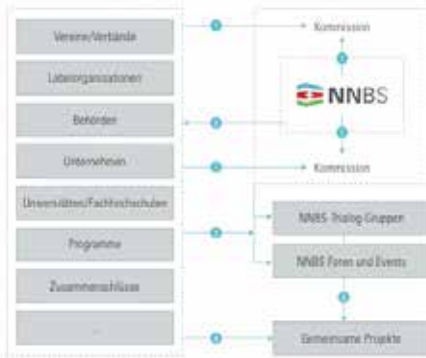 Vereine/Verbände
Labelorganisationen
Behörden
Unternehmen
Universitäten/Fachhochschulen
Programme
Zusammenschlüsse
...
Kommission
NNBS
Kommission
NNBS Dialog-Gruppen
NNBS Foren und Events
Gemeinsame Projekte